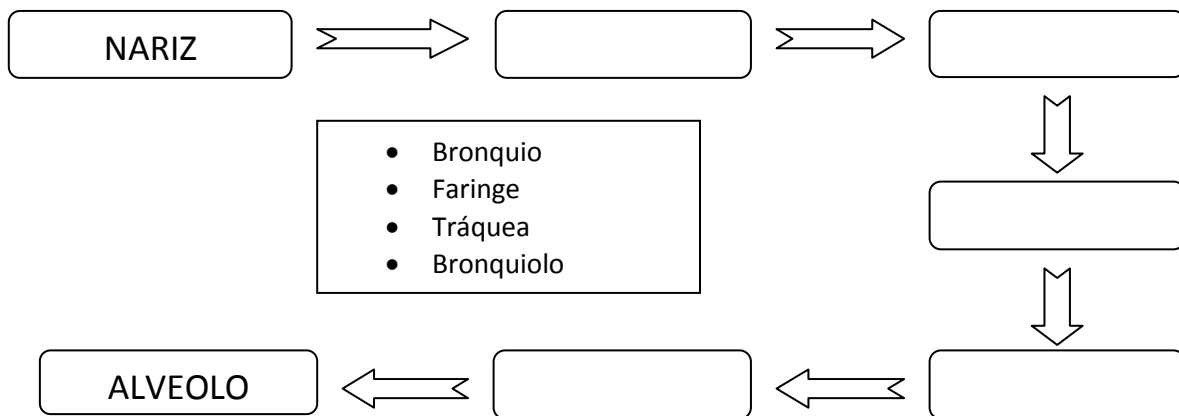 NARIZ
• Bronquio
• Faringe
• Tráquea
• Bronquiolo
ALVEOLO